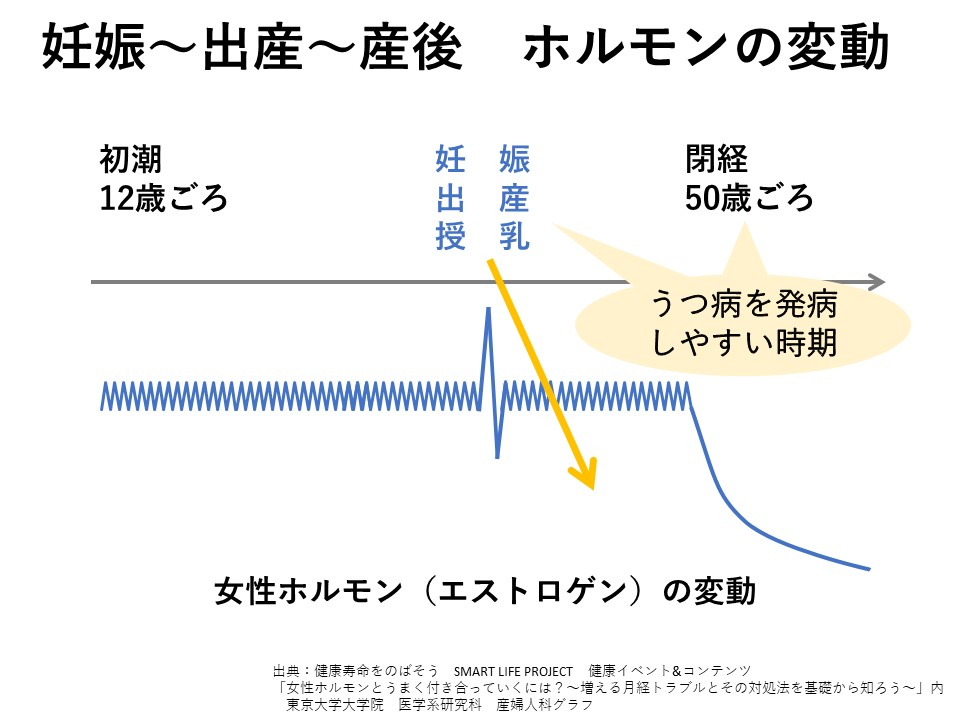 妊娠～出産～産後　ホルモンの変動
初潮
12歳ごろ
妊　娠
出　産
授　乳
閉経
50歳ごろ
うつ病を発病
しやすい時期
女性ホルモン（エストロゲン）の変動
出典：健康寿命をのばそう　SMART LIFE PROJECT　健康イベント&コンテンツ
「女性ホルモンとうまく付き合っていくには？～増える月経トラブルとその対処法を基礎から知ろう～」内
東京大学大学院　医学系研究科　産婦人科グラフ